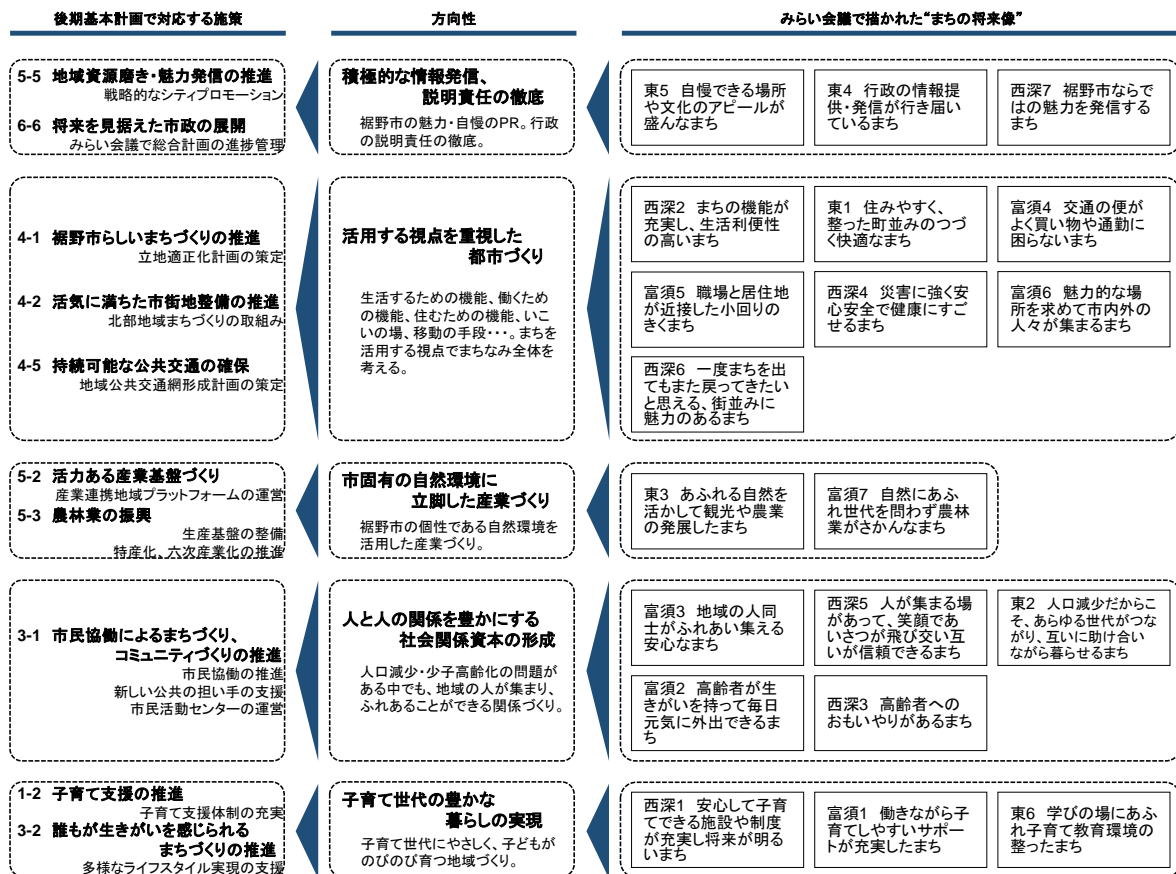 後期基本計画で対応する施策
方向性
みらい会議で描かれた“まちの将来像”
5-5 地域資源磨き・魅力発信の推進
戦略的なシティプロモーション
6-6 将来を見据えた市政の展開
みらい会議で総合計画の進捗管理
積極的な情報発信、
説明責任の徹底
裾野市の魅力・自慢のPR。行政
の説明責任の徹底。
東5 自慢できる場所
や文化のアピールが
盛んなまち
東4 行政の情報提
供・発信が行き届い
ているまち
西深7 裾野市ならで
はの魅力を発信する
まち
4-1 裾野市らしいまちづくりの推進
立地適正化計画の策定
4-2 活気に満ちた市街地整備の推進
北部地域まちづくりの取組み
4-5 持続可能な公共交通の確保
地域公共交通網形成計画の策定
活用する視点を重視した
都市づくり
生活するための機能、働くため
の機能、住むための機能、いこ
いの場、移動の手段・・・。まちを
活用する視点でまちなみ全体を
考える。
西深2 まちの機能が
充実し、生活利便性
の高いまち
東1 住みやすく、
整った町並みのつづ
く快適なまち
富須4 交通の便が
よく買い物や通勤に
困らないまち
富須5 職場と居住地
が近接した小回りの
きくまち
西深4 災害に強く安
心安全で健康にすご
せるまち
富須6 魅力的な場
所を求めて市内外の
人々が集まるまち
西深6 一度まちを出
てもまた戻ってきたい
と思える、街並みに
魅力のあるまち
5-2 活力ある産業基盤づくり
産業連携地域プラットフォームの運営
5-3 農林業の振興
生産基盤の整備
特産化、六次産業化の推進
市固有の自然環境に
立脚した産業づくり
裾野市の個性である自然環境を
活用した産業づくり。
東3 あふれる自然を
活かして観光や農業
の発展したまち
富須7 自然にあふ
れ世代を問わず農林
業がさかんなまち
3-1 市民協働によるまちづくり、
コミュニティづくりの推進
市民協働の推進
新しい公共の担い手の支援
市民活動センターの運営
人と人の関係を豊かにする
社会関係資本の形成
人口減少・少子高齢化の問題が
ある中でも、地域の人が集まり、
ふれあることができる関係づくり。
富須3 地域の人同
士がふれあい集える
安心なまち
西深5 人が集まる場
があって、笑顔であ
いさつが飛び交い互
いが信頼できるまち
東2 人口減少だからこ
そ、あらゆる世代がつな
がり、互いに助け合い
ながら暮らせるまち
富須2 高齢者が生
きがいを持って毎日
元気に外出できるま
ち
西深3 高齢者への
おもいやりがあるまち
1-2 子育て支援の推進
子育て支援体制の充実
3-2 誰もが生きがいを感じられる
まちづくりの推進
多様なライフスタイル実現の支援
子育て世代の豊かな
暮らしの実現
子育て世代にやさしく、子どもが
のびのび育つ地域づくり。
西深1 安心して子育
てできる施設や制度
が充実し将来が明る
いまち
富須1 働きながら子
育てしやすいサポー
トが充実したまち
東6 学びの場にあふ
れ子育て教育環境の
整ったまち